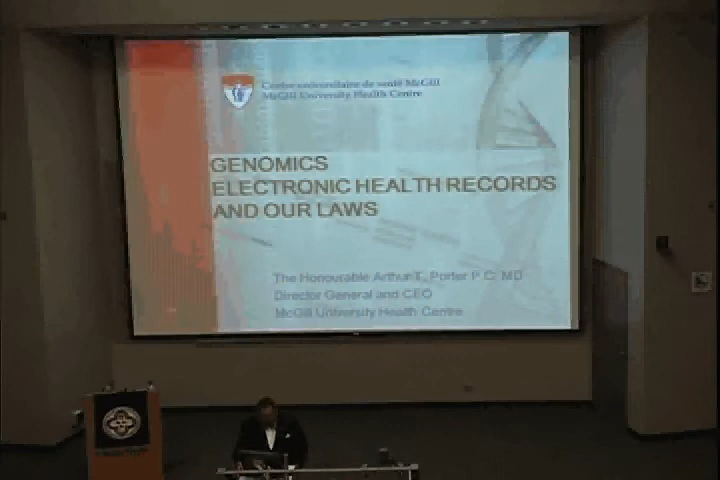 Centre universitaire de santé McGill
McGill University Health Centre
GENOMICS
ELECTRONIC HEALTH RECORDS
AND OUR LAWS
The Honourable Arthur T. Porter P.C. MD
Director General and CEO
McGill University Health Centre